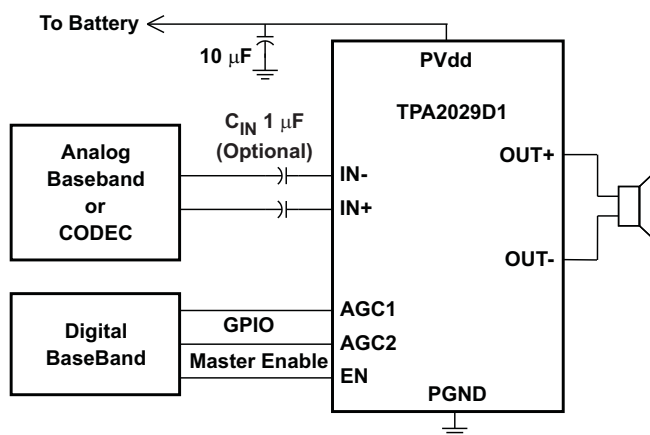 To Battery
10 μF
PVdd
TPA2029D1
C_IN 1 μF
(Optional)
Analog
Baseband
or
CODEC
IN-
IN+
OUT+
OUT-
Digital
BaseBand
GPIO
Master Enable
AGC1
AGC2
EN
PGND